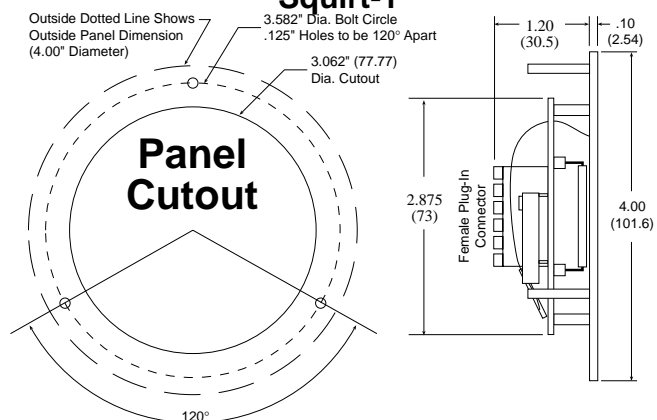 Squirt-1
Outside Dotted Line Shows
Outside Panel Dimension
(4.00" Diameter)
3.582" Dia. Bolt Circle
.125" Holes to be 120° Apart
3.062" (77.77)
Dia. Cutout
Panel
Cutout
120°
1.20
(30.5)
.10
(2.54)
2.875
(73)
Female Plug-In
Connector
4.00
(101.6)